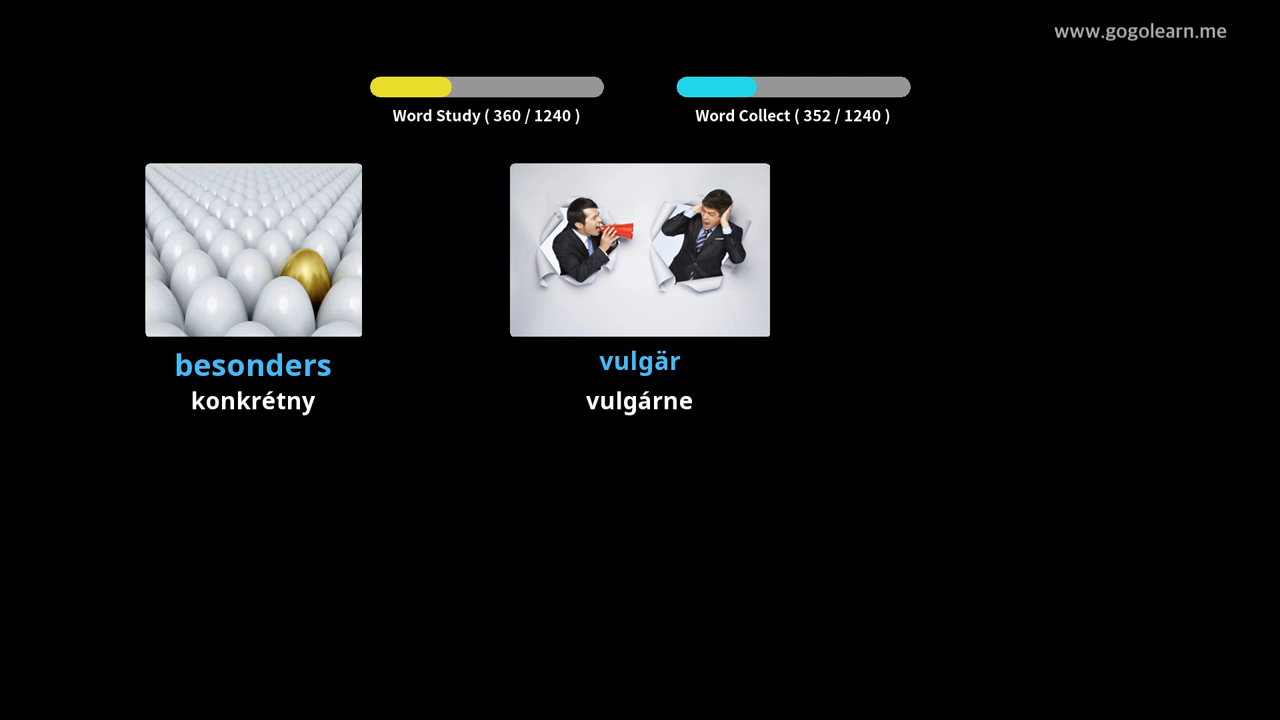 www.gogolearn.me
Word Study ( 360 / 1240 )
Word Collect ( 352 / 1240 )
besonders
konkrétny
vulgär
vulgárne